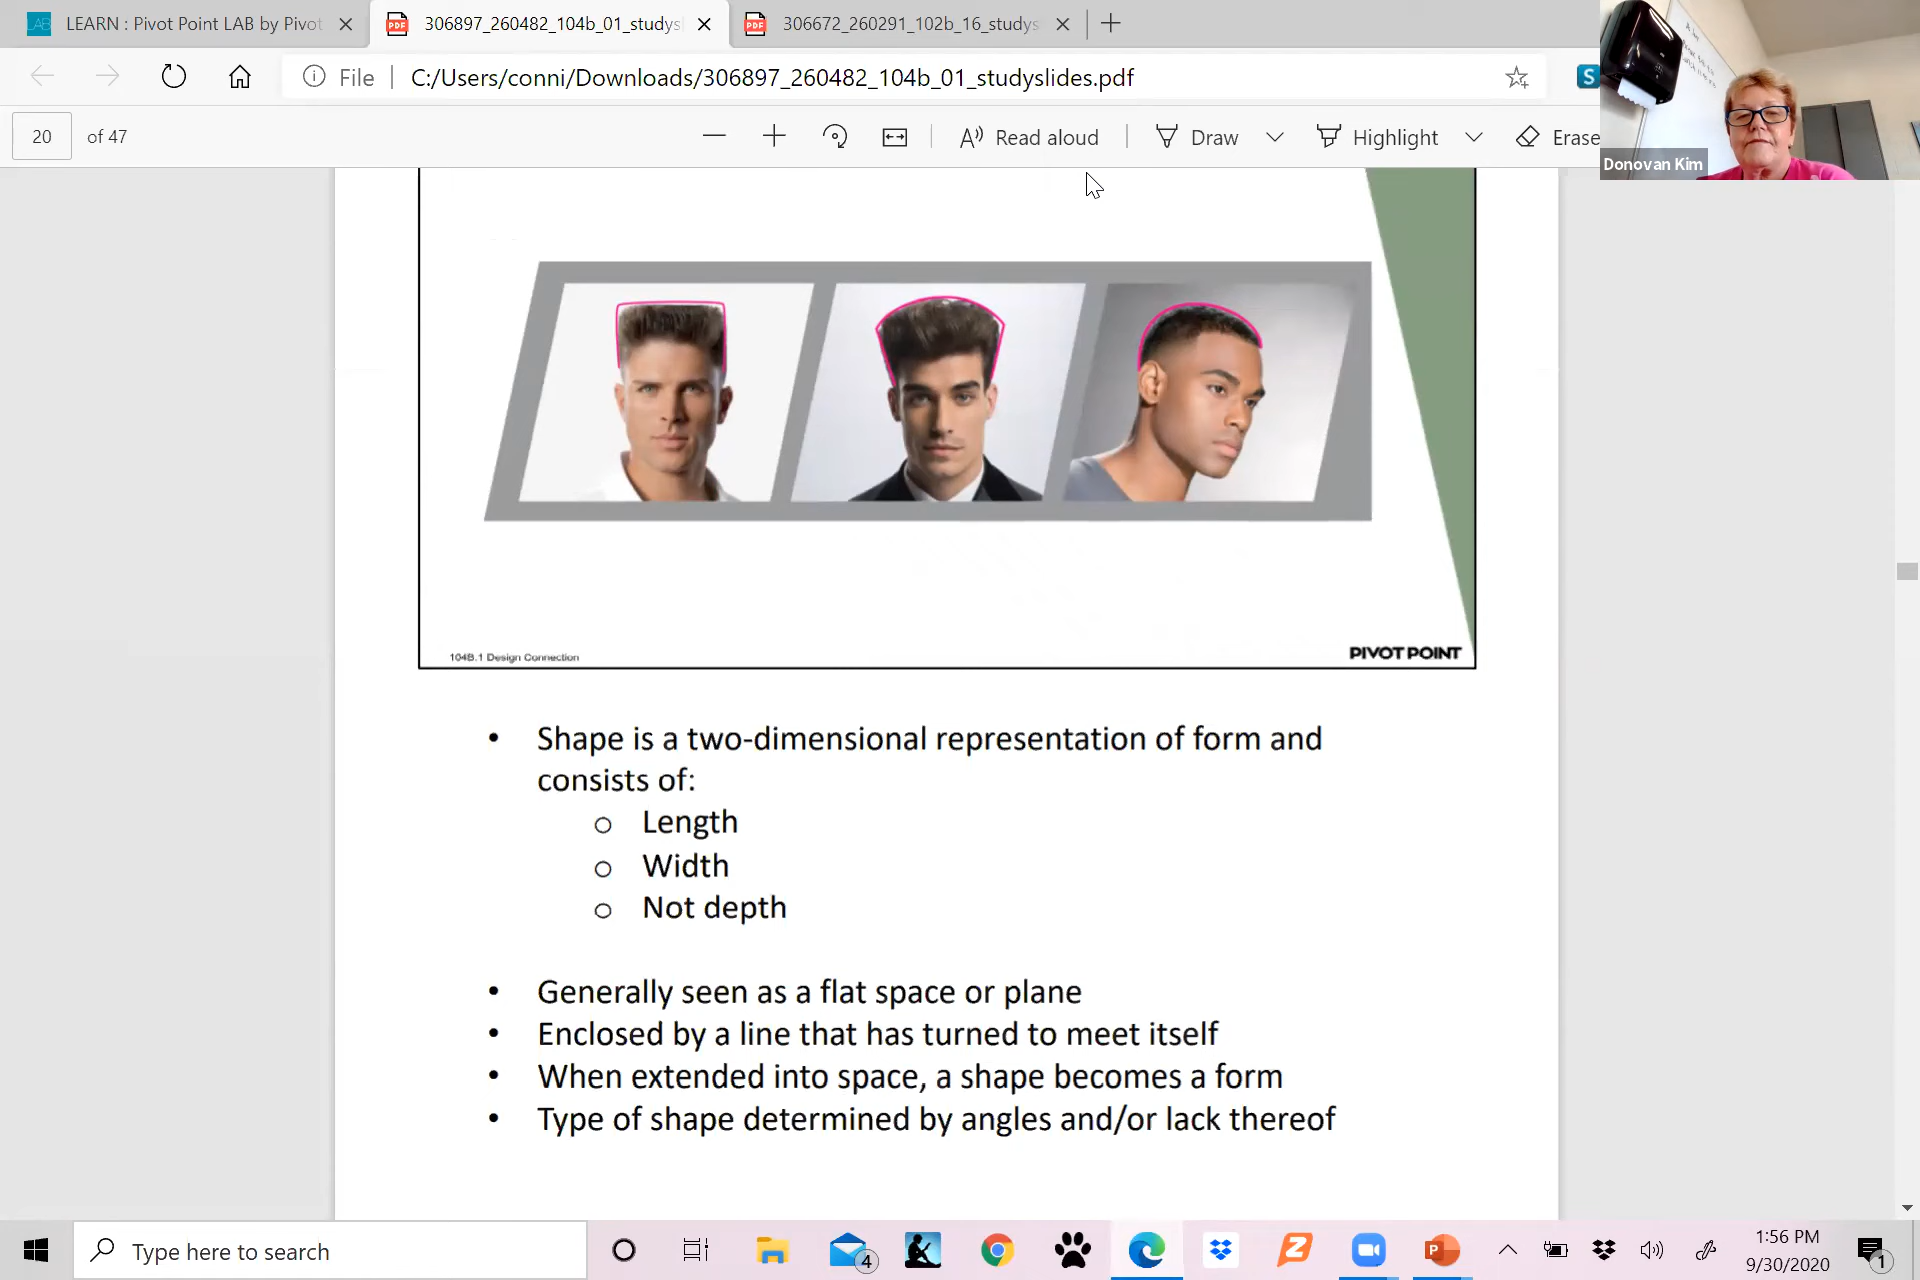 LEARN : Pivot Point LAB by Pivot
306897_260482_104b_01_studys
306672_260291_102b_16_studys
File
C:/Users/conni/Downloads/306897_260482_104b_01_studyslides.pdf
20 of 47
Read aloud
Draw
Highlight
Erase
Donovan Kim
104B.1 Design Connection
PIVOT POINT
• Shape is a two-dimensional representation of form and
consists of:
o Length
o Width
o Not depth
• Generally seen as a flat space or plane
• Enclosed by a line that has turned to meet itself
• When extended into space, a shape becomes a form
• Type of shape determined by angles and/or lack thereof
Type here to search
4
1:56 PM
9/30/2020
1